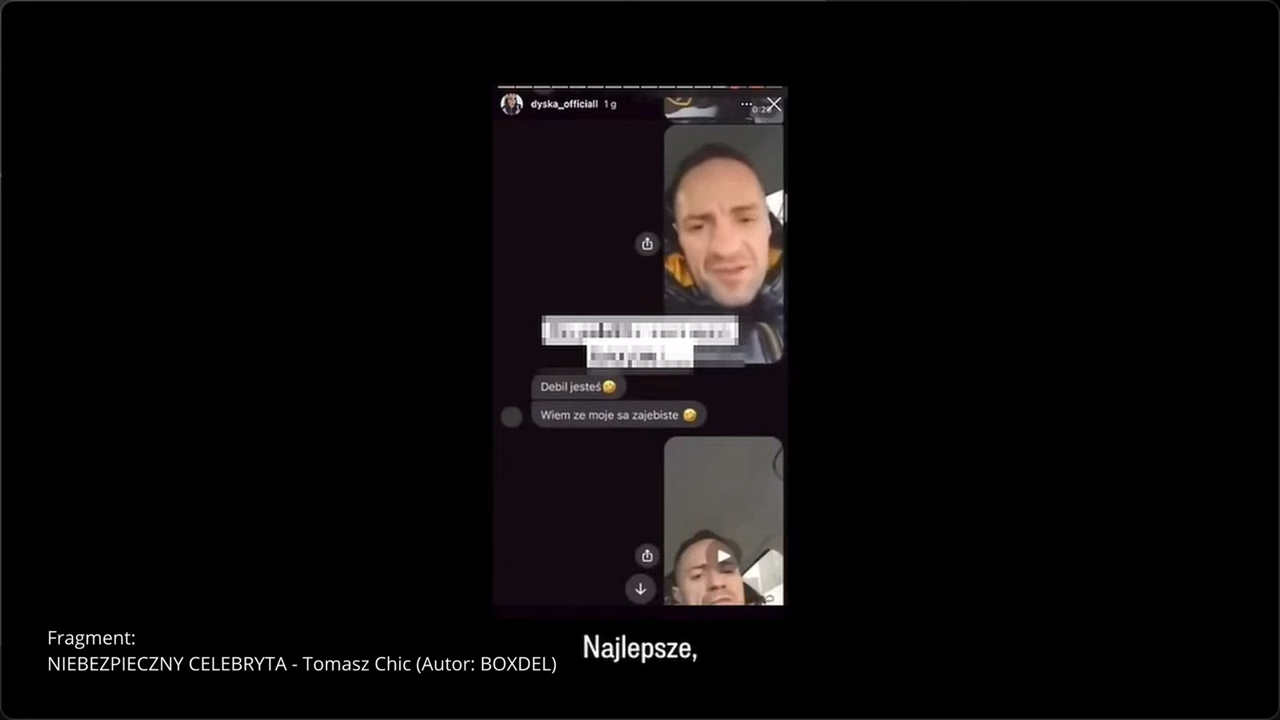 dyska_officiall 1 g
Debil jesteś🤣
Wiem ze moje sa zajebiste 🤣
Fragment:
NIEBEZPIECZNY CELEBRYTA - Tomasz Chic (Autor: BOXDEL)
Najlepsze,